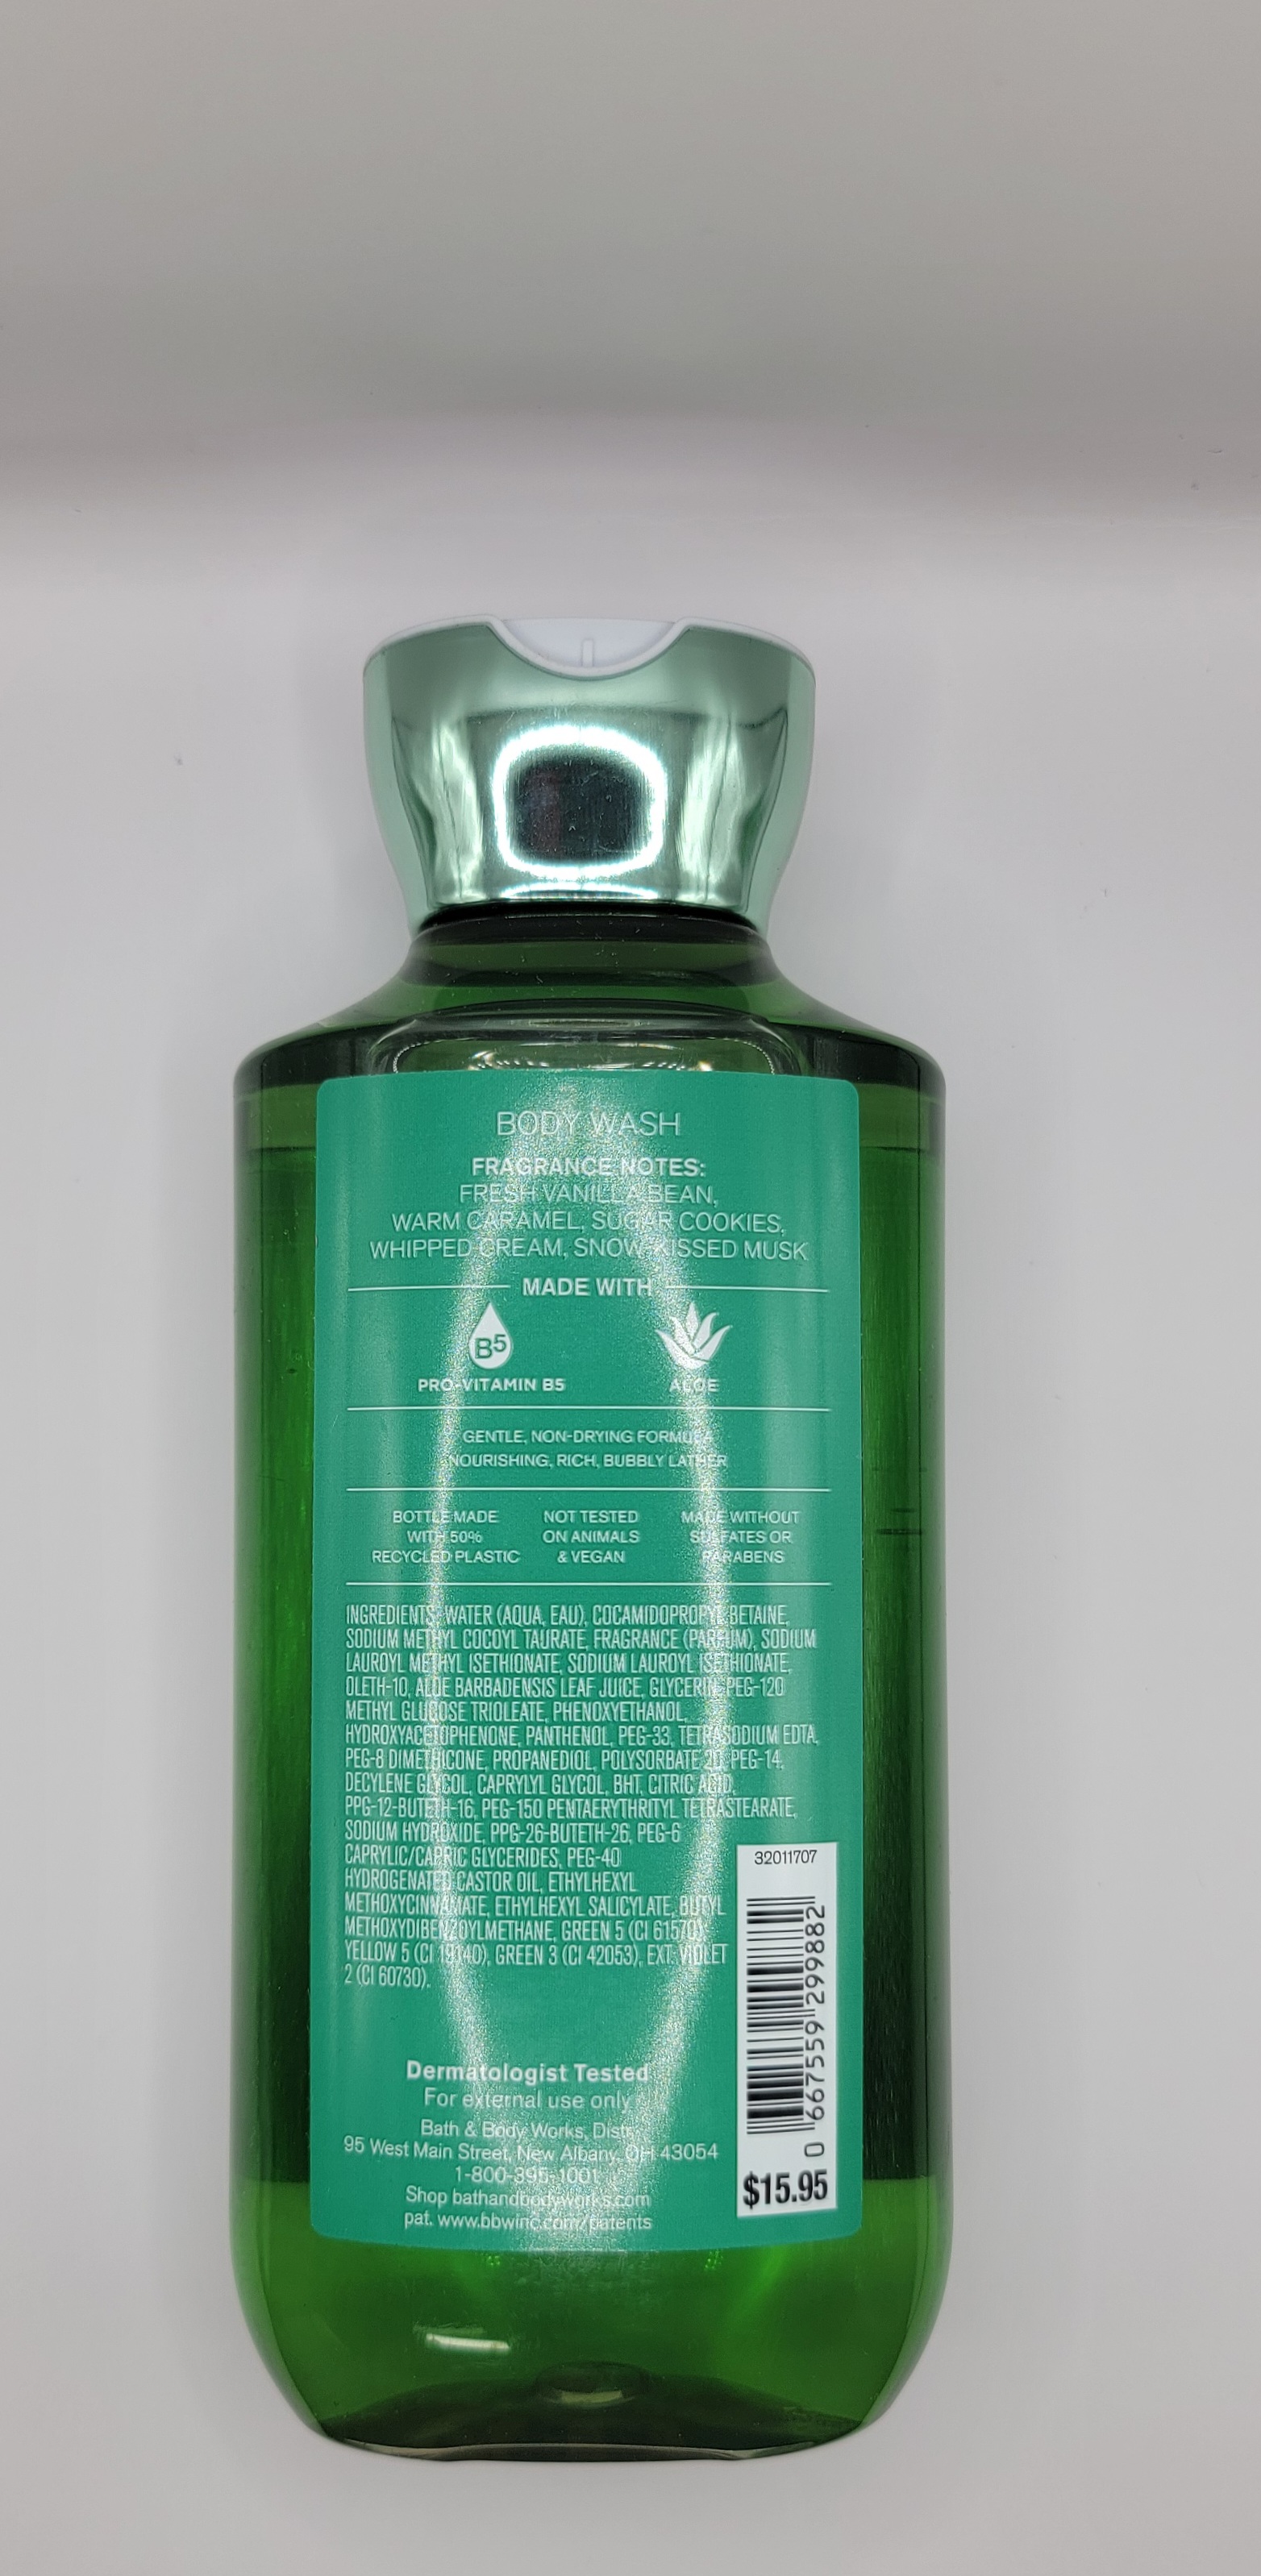 BODY WASH
FRAGRANCE NOTES:
FRESH VANILLA BEAN,
WARM CARAMEL, SUGAR COOKIES,
WHIPPED CREAM, SNOW-KISSED MUSK
MADE WITH
B5
PRO-VITAMIN B5
ALOE
GENTLE, NON-DRYING FORMULA
NOURISHING, RICH, BUBBLY LATHER
BOTTLE MADE
WITH 50%
RECYCLED PLASTIC
NOT TESTED
ON ANIMALS
& VEGAN
MADE WITHOUT
SULFATES OR
PARABENS
INGREDIENTS: WATER (AQUA, EAU), COCAMIDOPROPYL BETAINE,
SODIUM METHYL COCOYL TAURATE, FRAGRANCE (PARFUM), SODIUM
LAUROYL METHYL ISETHIONATE, SODIUM LAUROYL ISETHIONATE,
OLETH-10, ALOE BARBADENSIS LEAF JUICE, GLYCERIN, PEG-120
METHYL GLUCOSE TRIOLEATE, PHENOXYETHANOL,
HYDROXYACETOPHENONE, PANTHENOL, PEG-33, TETRASODIUM EDTA,
PEG-8 DIMETHICONE, PROPANEDIOL, POLYSORBATE 20, PEG-14,
DECYLENE GLYCOL, CAPRYLYL GLYCOL, BHT, CITRIC ACID,
PPG-12-BUTETH-16, PEG-150 PENTAERYTHRITYL TETRASTEARATE,
SODIUM HYDROXIDE, PPG-26-BUTETH-26, PEG-6
CAPRYLIC/CAPRIC GLYCERIDES, PEG-40
HYDROGENATED CASTOR OIL, ETHYLHEXYL
METHOXYCINNAMATE, ETHYLHEXYL SALICYLATE, BUTYL
METHOXYDIBENZOYLMETHANE, GREEN 5 (CI 61570),
YELLOW 5 (CI 19140), GREEN 3 (CI 42053), EXT. VIOLET
2 (CI 60730).
32011707
0 667559 299882
$15.95
Dermatologist Tested
For external use only
Bath & Body Works, Distr.
95 West Main Street, New Albany, OH 43054
1-800-395-1001
Shop bathandbodyworks.com
pat. www.bbwinc.com/patents